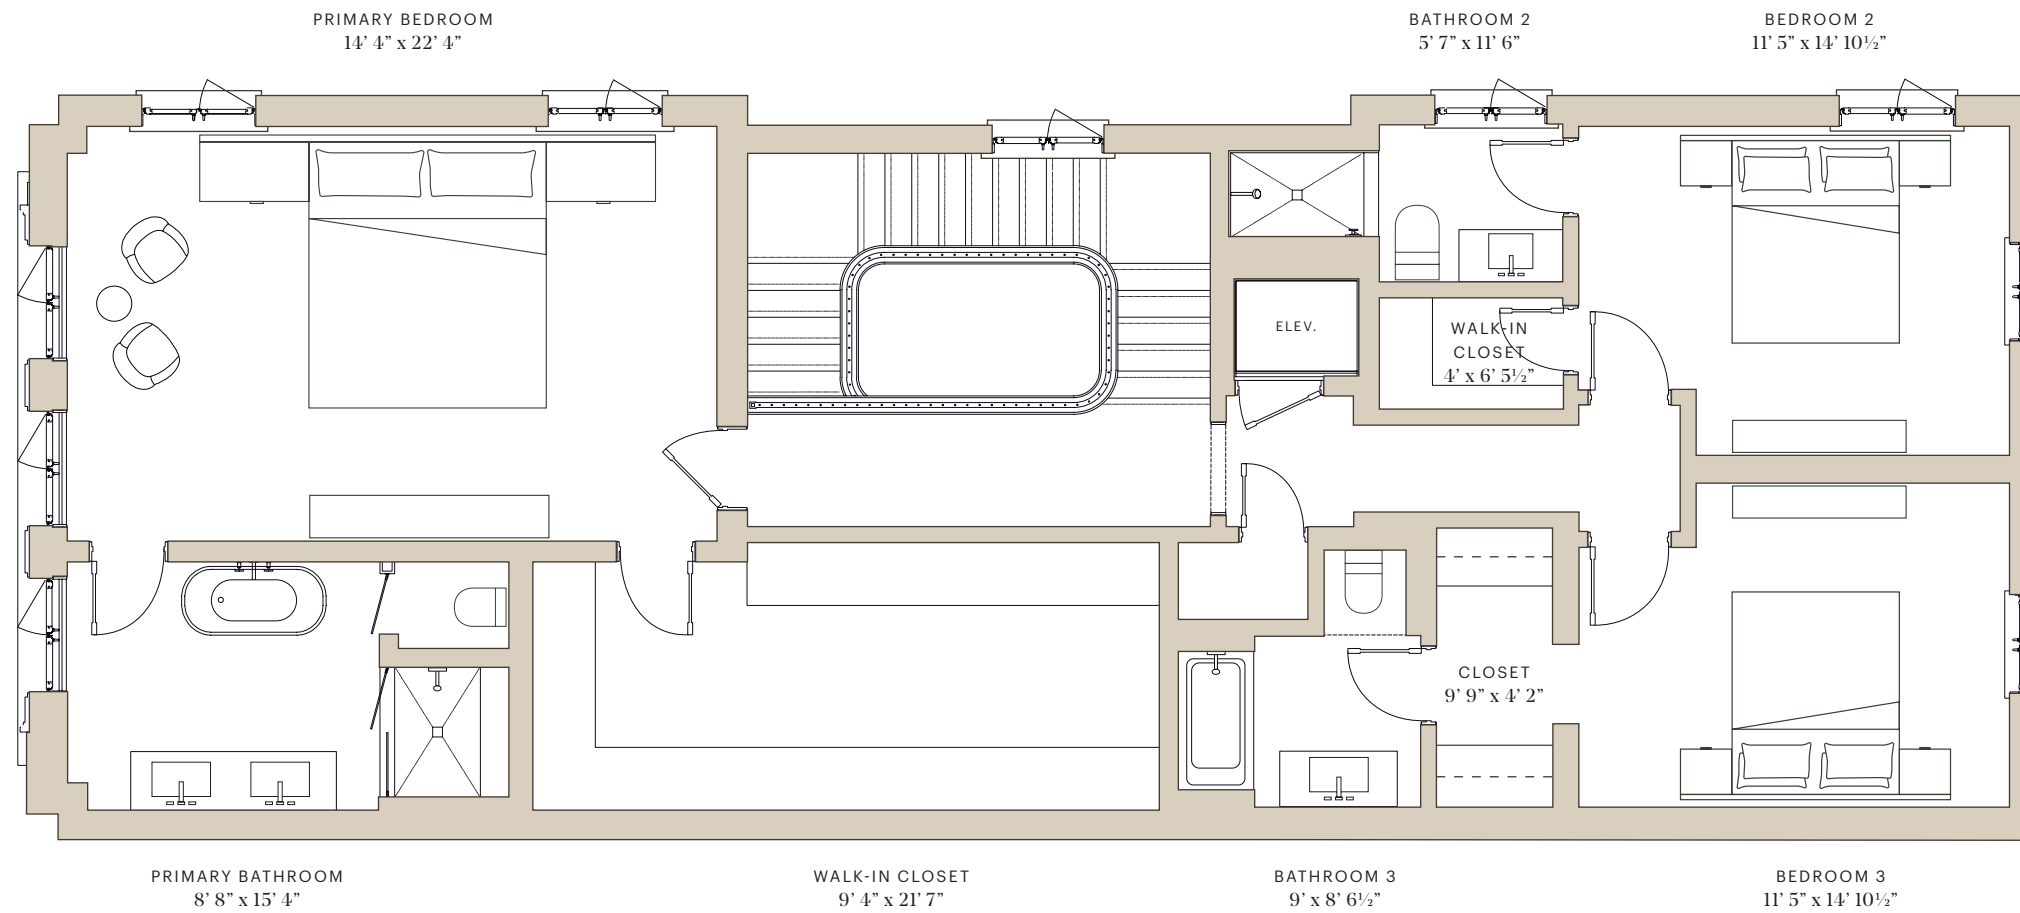 PRIMARY BEDROOM
14’ 4” x 22’ 4”
BATHROOM 2
5’ 7” x 11’ 6”
BEDROOM 2
11’ 5” x 14’ 10½”
ELEV.
WALK-IN
CLOSET
4’ x 6’ 5½”
CLOSET
9’ 9” x 4’ 2”
PRIMARY BATHROOM
8’ 8” x 15’ 4”
WALK-IN CLOSET
9’ 4” x 21’ 7”
BATHROOM 3
9’ x 8’ 6½”
BEDROOM 3
11’ 5” x 14’ 10½”